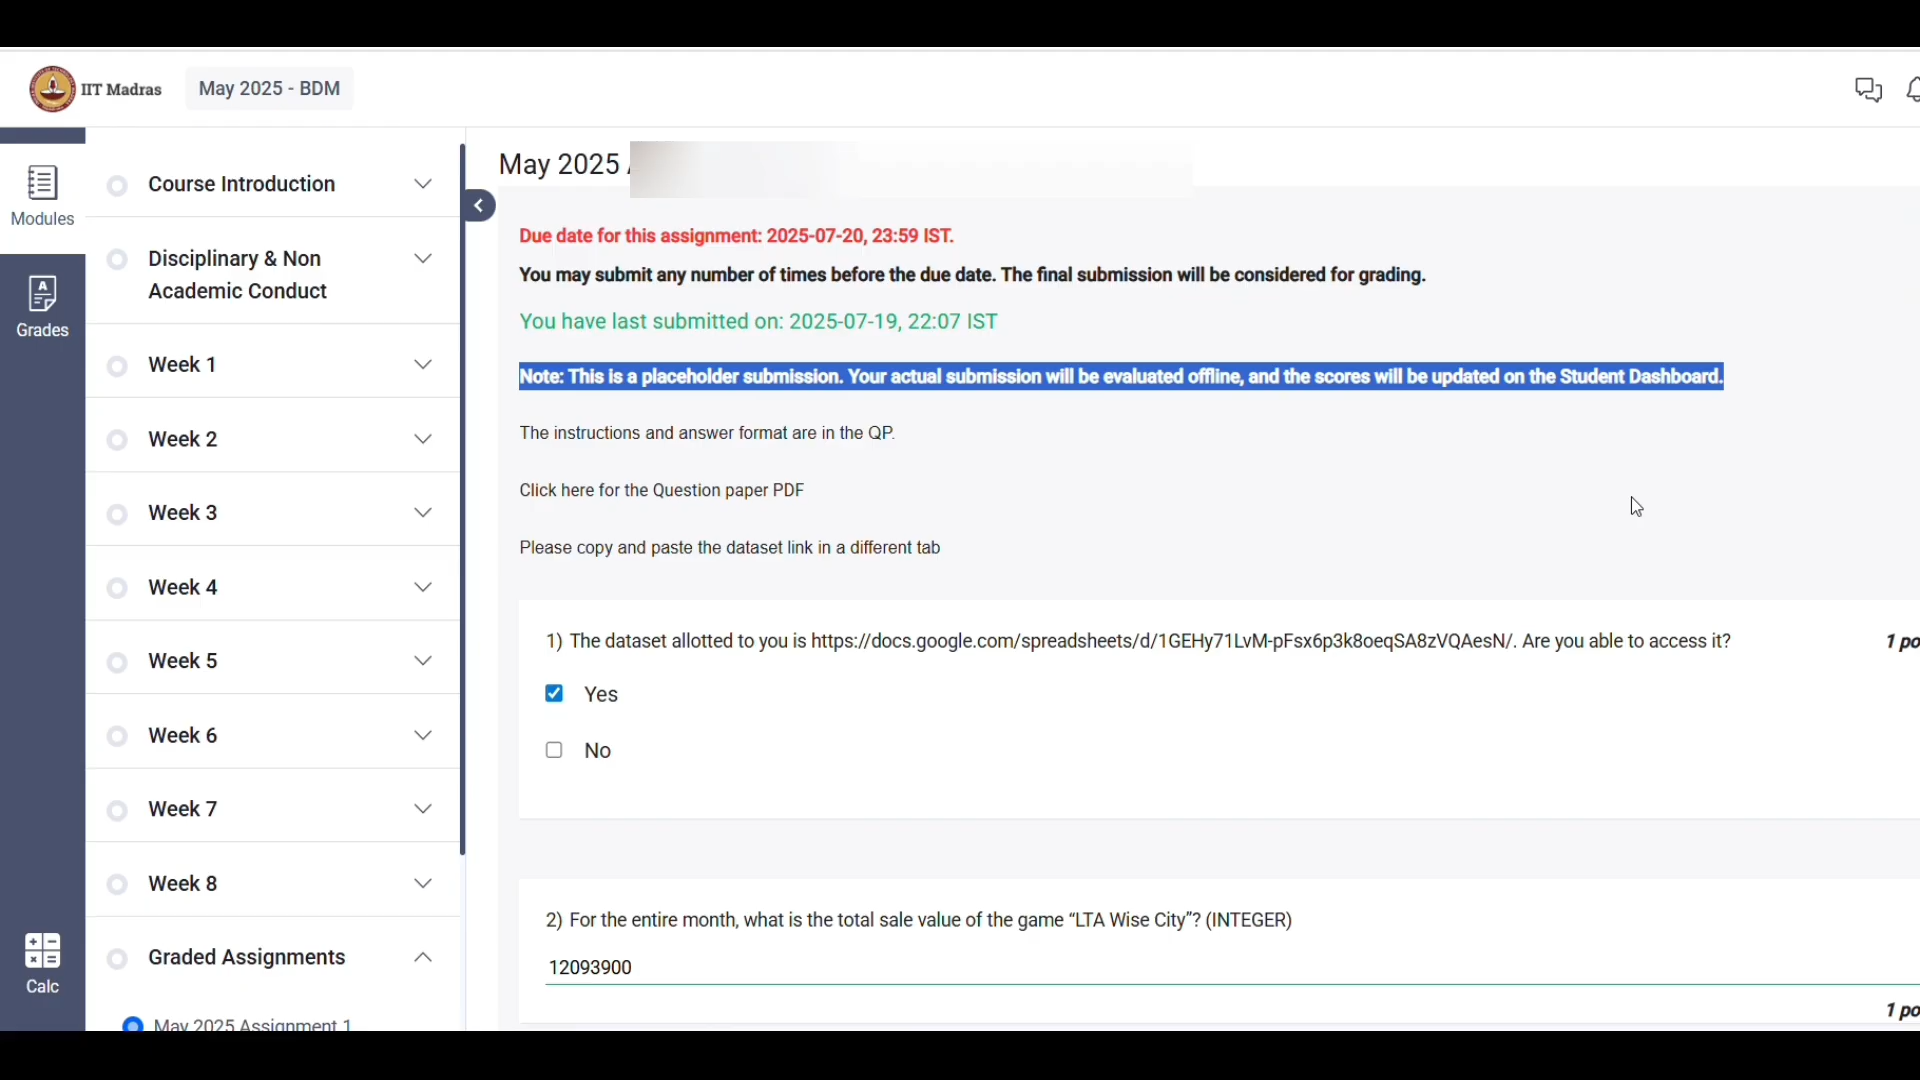 IIT Madras
May 2025 - BDM
Modules
Grades
Calc
Course Introduction
Disciplinary & Non
Academic Conduct
Week 1
Week 2
Week 3
Week 4
Week 5
Week 6
Week 7
Week 8
Graded Assignments
May 2025 Assignment 1
May 2025
Due date for this assignment: 2025-07-20, 23:59 IST.
You may submit any number of times before the due date. The final submission will be considered for grading.
You have last submitted on: 2025-07-19, 22:07 IST
Note: This is a placeholder submission. Your actual submission will be evaluated offline, and the scores will be updated on the Student Dashboard.
The instructions and answer format are in the QP.
Click here for the Question paper PDF
Please copy and paste the dataset link in a different tab
1) The dataset allotted to you is https://docs.google.com/spreadsheets/d/1GEHy71LvM-pFsx6p3k8oeqSA8zVQAesN/. Are you able to access it?
1 po
Yes
No
2) For the entire month, what is the total sale value of the game “LTA Wise City”? (INTEGER)
12093900
1 po